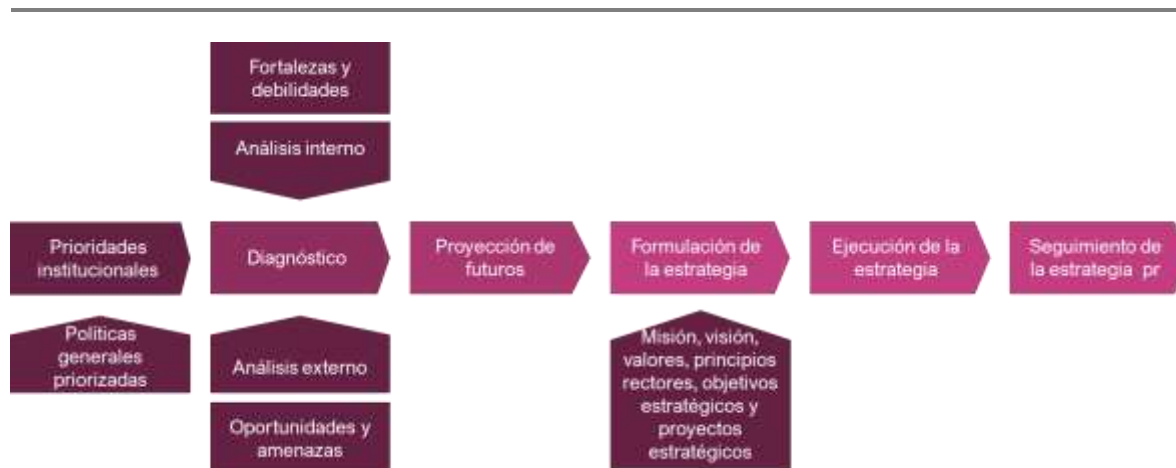 Fortalezas y
debilidades
Análisis interno
Prioridades
institucionales
Diagnóstico
Proyección de
futuros
Formulación de
la estrategia
Ejecución de la
estrategia
Seguimiento de
la estrategia pr
Políticas
generales
priorizadas
Análisis externo
Oportunidades y
amenazas
Misión, visión,
valores, principios
rectores, objetivos
estratégicos y
proyectos
estratégicos